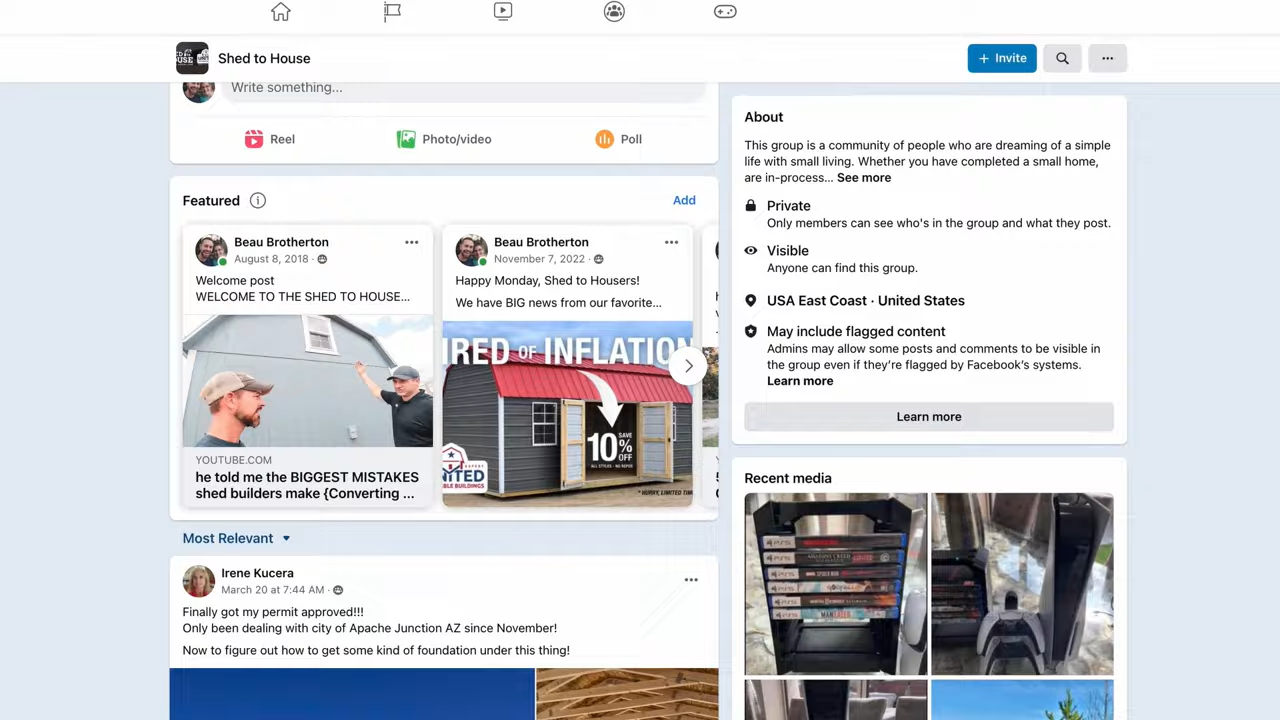 Shed to House
+ Invite
Write something...
Reel
Photo/video
Poll
Featured
Add
Beau Brotherton
August 8, 2018 ·
Welcome post
WELCOME TO THE SHED TO HOUSE...
YOUTUBE.COM
he told me the BIGGEST MISTAKES
shed builders make {Converting ...
Beau Brotherton
November 7, 2022 ·
Happy Monday, Shed to Housers!
We have BIG news from our favorite...
IRED OF INFLATION
SAVE
10% OFF
Most Relevant
Irene Kucera
March 20 at 7:44 AM ·
Finally got my permit approved!!!
Only been dealing with city of Apache Junction AZ since November!
Now to figure out how to get some kind of foundation under this thing!
About
This group is a community of people who are dreaming of a simple
life with small living. Whether you have completed a small home,
are in-process... See more
Private
Only members can see who's in the group and what they post.
Visible
Anyone can find this group.
USA East Coast · United States
May include flagged content
Admins may allow some posts and comments to be visible in
the group even if they're flagged by Facebook's systems.
Learn more
Learn more
Recent media